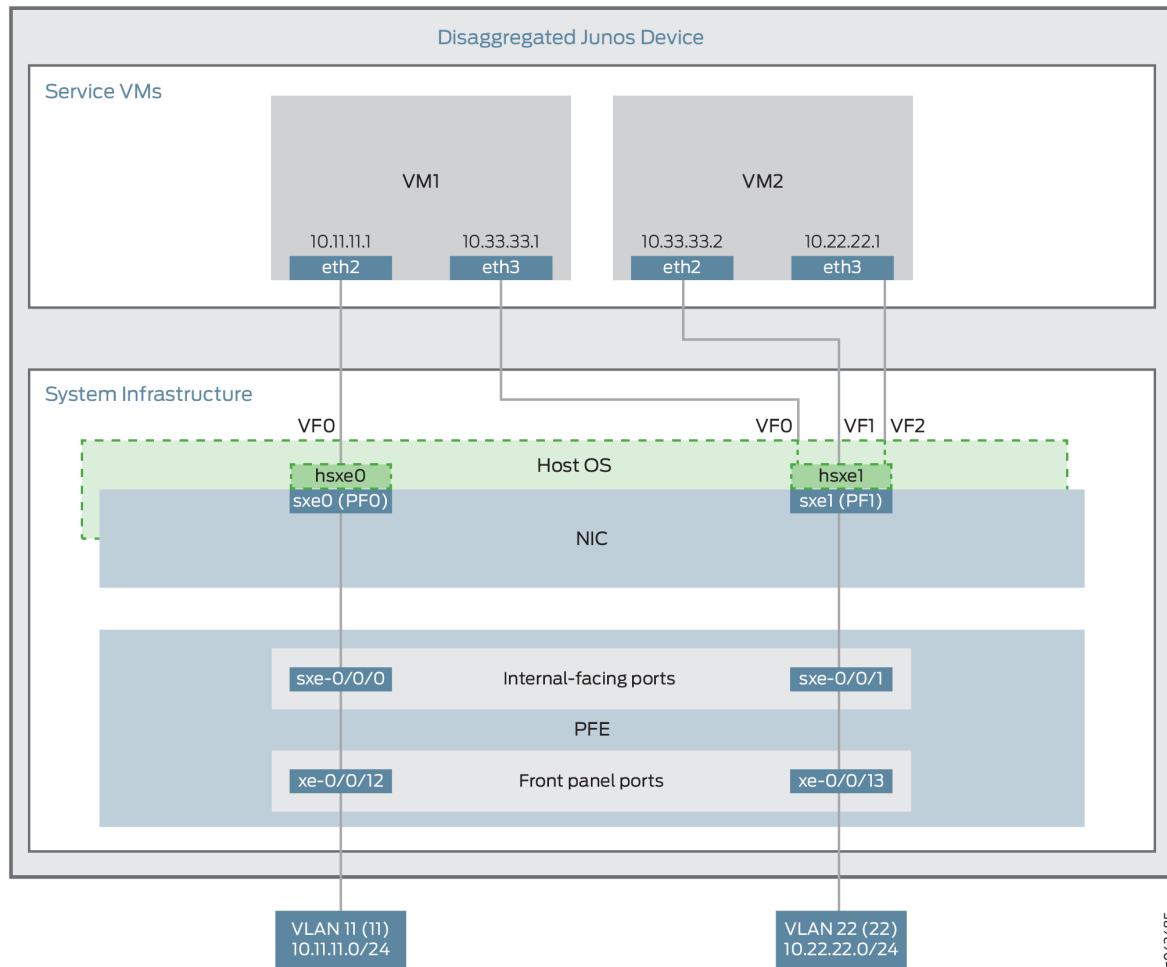 Disaggregated Junos Device
Service VMs
VM1
VM2
10.11.11.1
10.33.33.1
10.33.33.2
10.22.22.1
eth2
eth3
eth2
eth3
System Infrastructure
VF0
VF0
VF1
VF2
Host OS
hsxe0
hsxe1
sxe0 (PF0)
sxe1 (PF1)
NIC
sxe-0/0/0
Internal-facing ports
sxe-0/0/1
PFE
xe-0/0/12
Front panel ports
xe-0/0/13
VLAN 11 (11)
10.11.11.0/24
VLAN 22 (22)
10.22.22.0/24